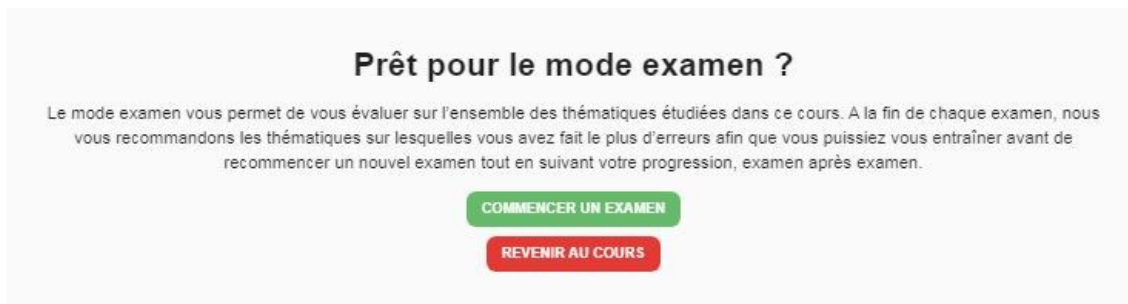 Prêt pour le mode examen ?
Le mode examen vous permet de vous évaluer sur l'ensemble des thématiques étudiées dans ce cours. A la fin de chaque examen, nous
vous recommandons les thématiques sur lesquelles vous avez fait le plus d'erreurs afin que vous puissiez vous entraîner avant de
recommencer un nouvel examen tout en suivant votre progression, examen après examen.
COMMENCER UN EXAMEN
REVENIR AU COURS